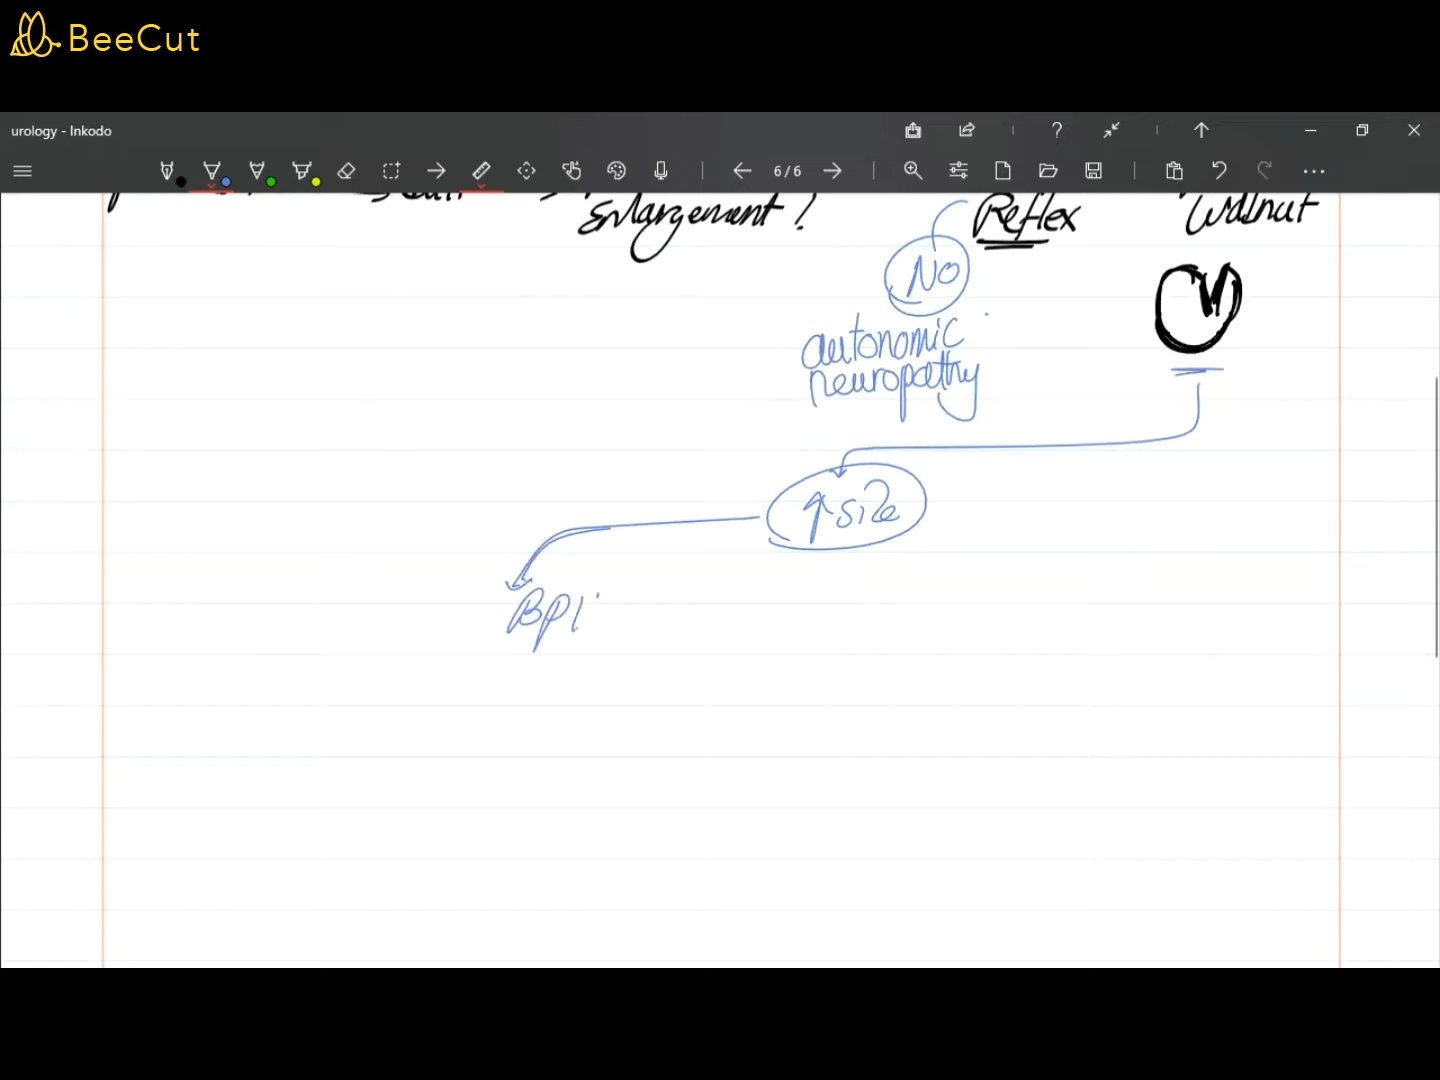 BeeCut
urology - Inkodo
6/6
Enlargement?
Reflex
Walnut
No
autonomic
neuropathy
↑ size
BPI